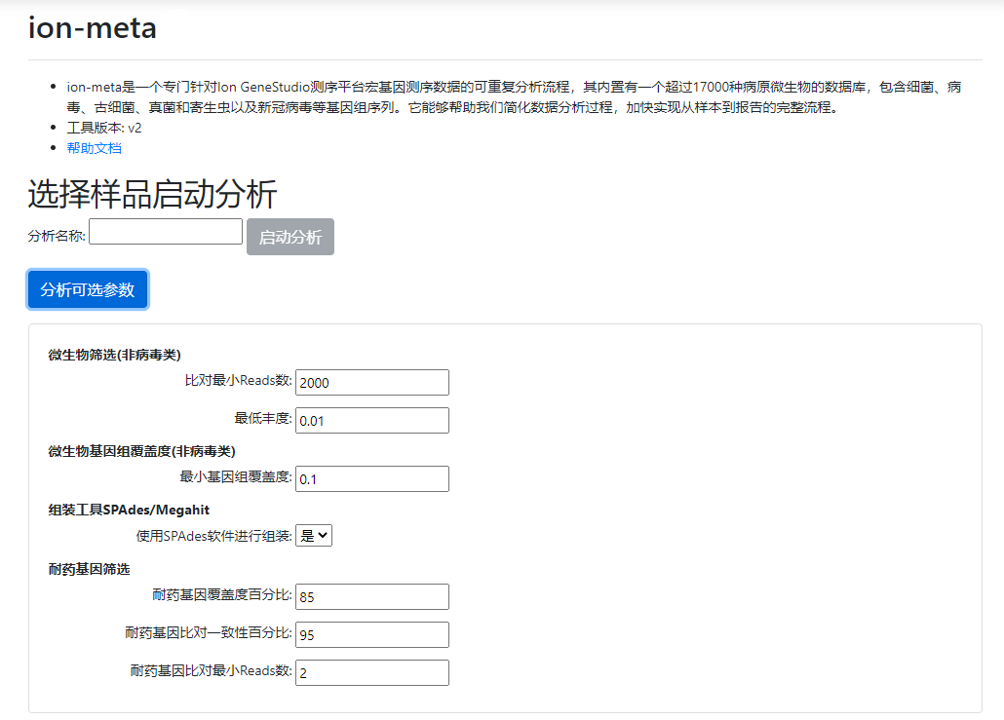 ion-meta
ion-meta是一个专门针对Ion GeneStudio测序平台宏基因测序数据的可重复分析流程，其内置有一个超过17000种病原微生物的数据库，包含细菌、病
毒、古细菌、真菌和寄生虫以及新冠病毒等基因组序列。它能够帮助我们简化数据分析过程，加快实现从样本到报告的完整流程。
工具版本: v2
帮助文档
选择样品启动分析
分析名称: 启动分析
分析可选参数
微生物筛选(非病毒类)
比对最小Reads数: 2000
最低丰度: 0.01
微生物基因组覆盖度(非病毒类)
最小基因组覆盖度: 0.1
组装工具SPAdes/Megahit
使用SPAdes软件进行组装: 是
耐药基因筛选
耐药基因覆盖度百分比: 85
耐药基因比对一致性百分比: 95
耐药基因比对最小Reads数: 2